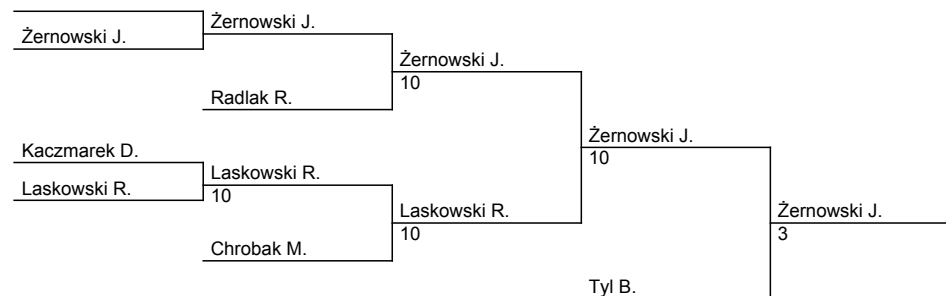 Żernowski J.
Żernowski J.
Żernowski J.
10
Radlak R.
Kaczmarek D.
Żernowski J.
10
Laskowski R.
Laskowski R.
10
Laskowski R.
10
Żernowski J.
3
Chrobak M.
Tyl B.